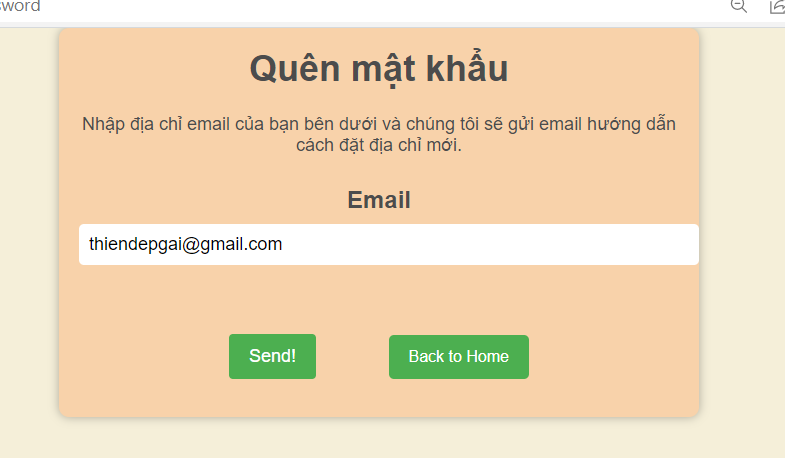 sword
Quên mật khẩu
Nhập địa chỉ email của bạn bên dưới và chúng tôi sẽ gửi email hướng dẫn
cách đặt địa chỉ mới.
Email
thiendepgai@gmail.com
Send! Back to Home